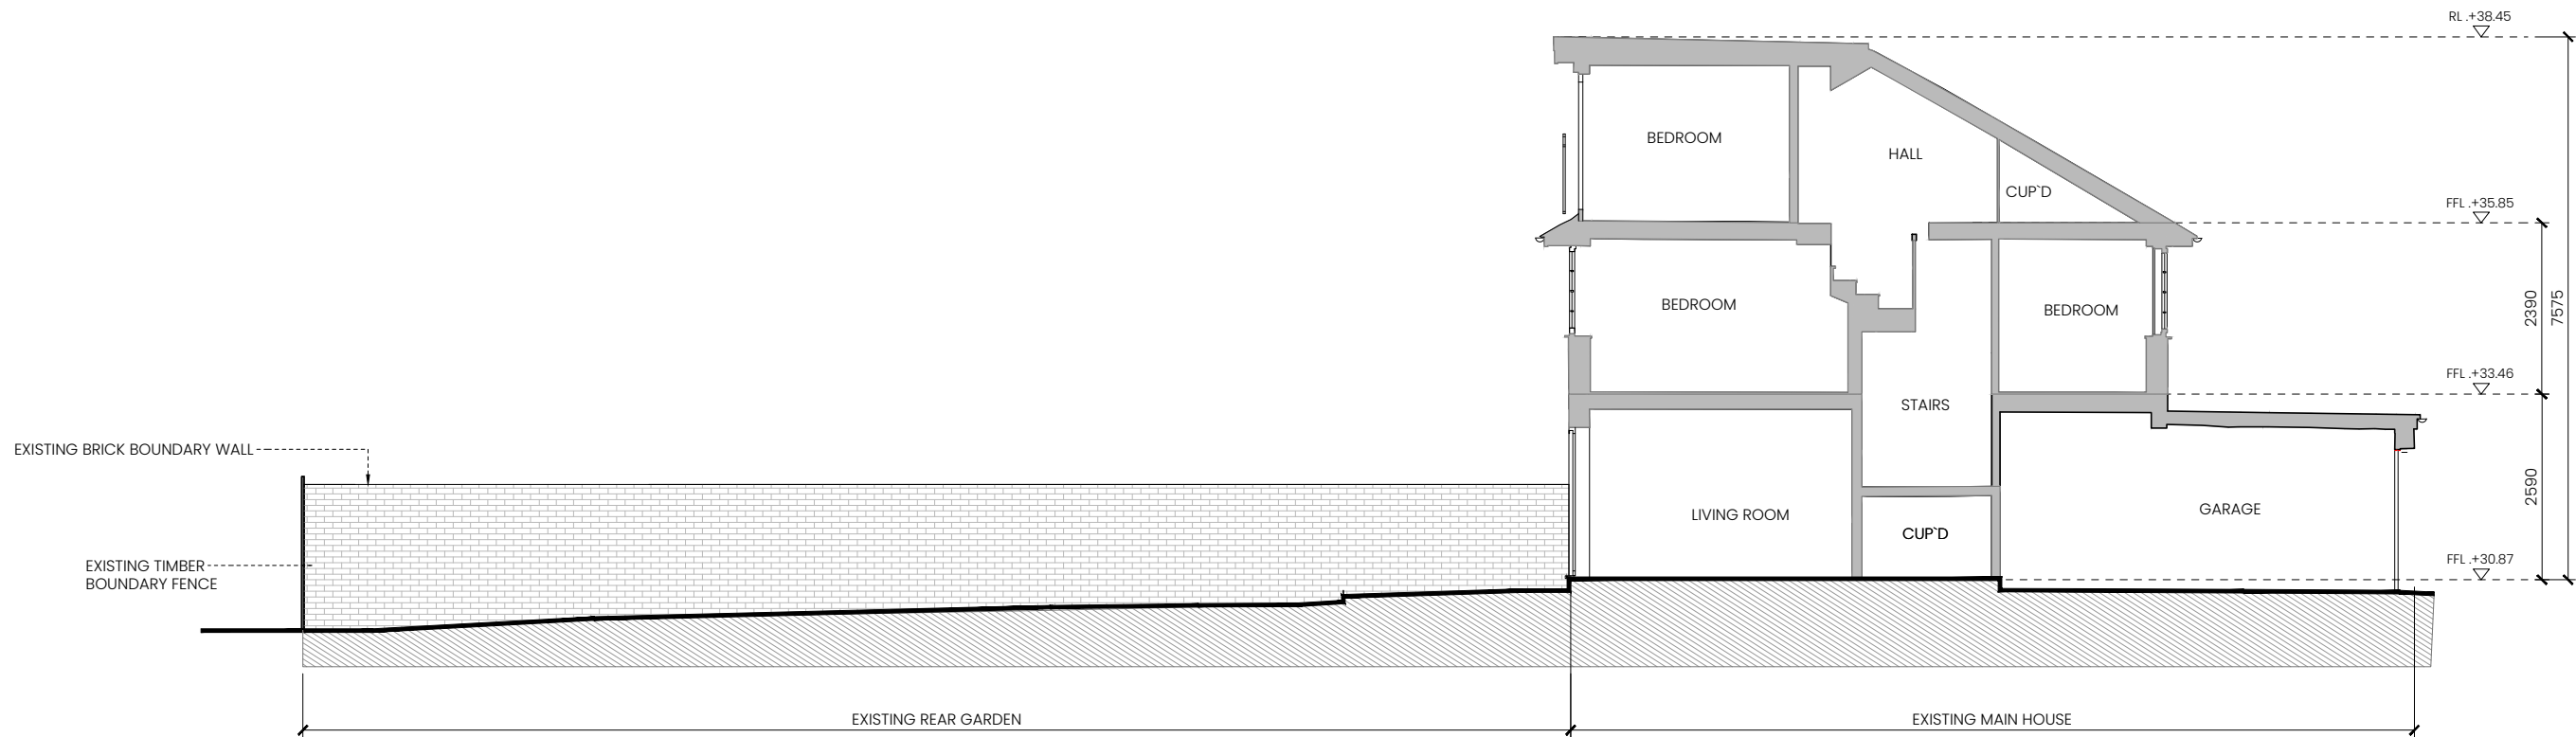 RL .+38.45
BEDROOM
HALL
CUP`D
FFL .+35.85
BEDROOM
BEDROOM
2390
7575
FFL .+33.46
STAIRS
EXISTING BRICK BOUNDARY WALL
2590
LIVING ROOM
CUP`D
GARAGE
EXISTING TIMBER
BOUNDARY FENCE
FFL .+30.87
EXISTING REAR GARDEN
EXISTING MAIN HOUSE